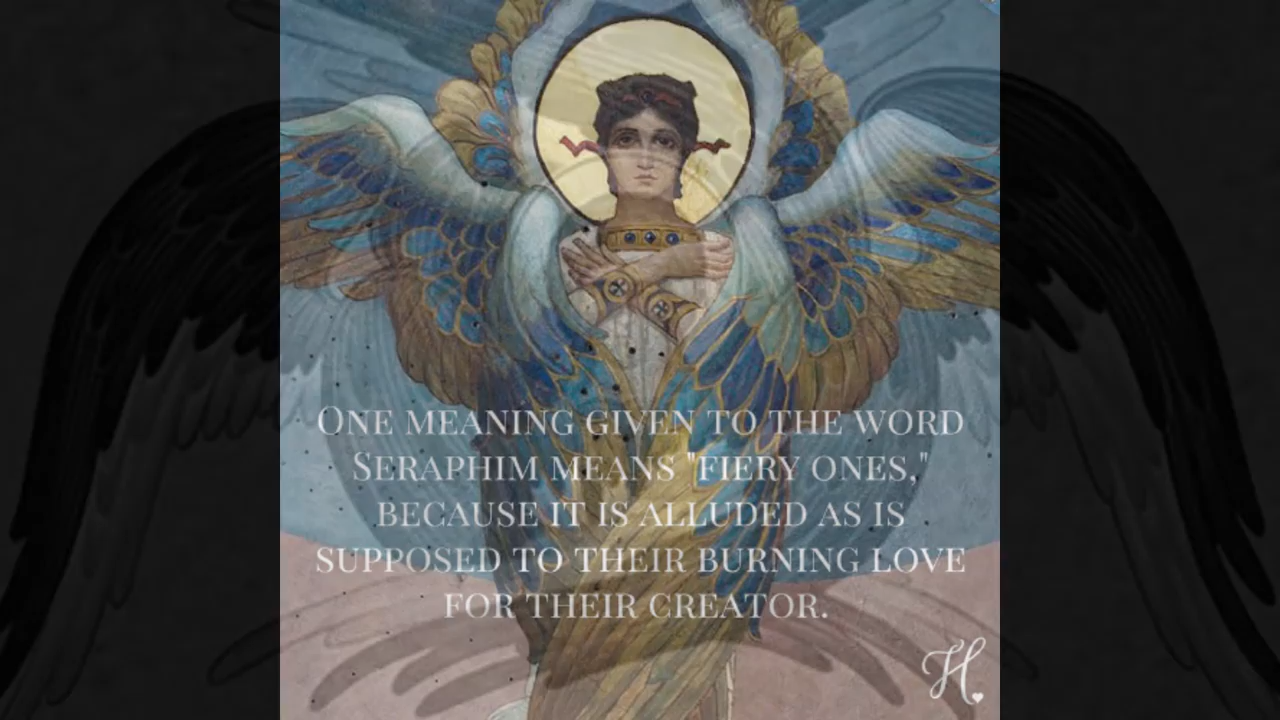 One meaning given to the word
Seraphim means "fiery ones,"
because it is alluded as is
supposed to their burning love
for their creator.
H